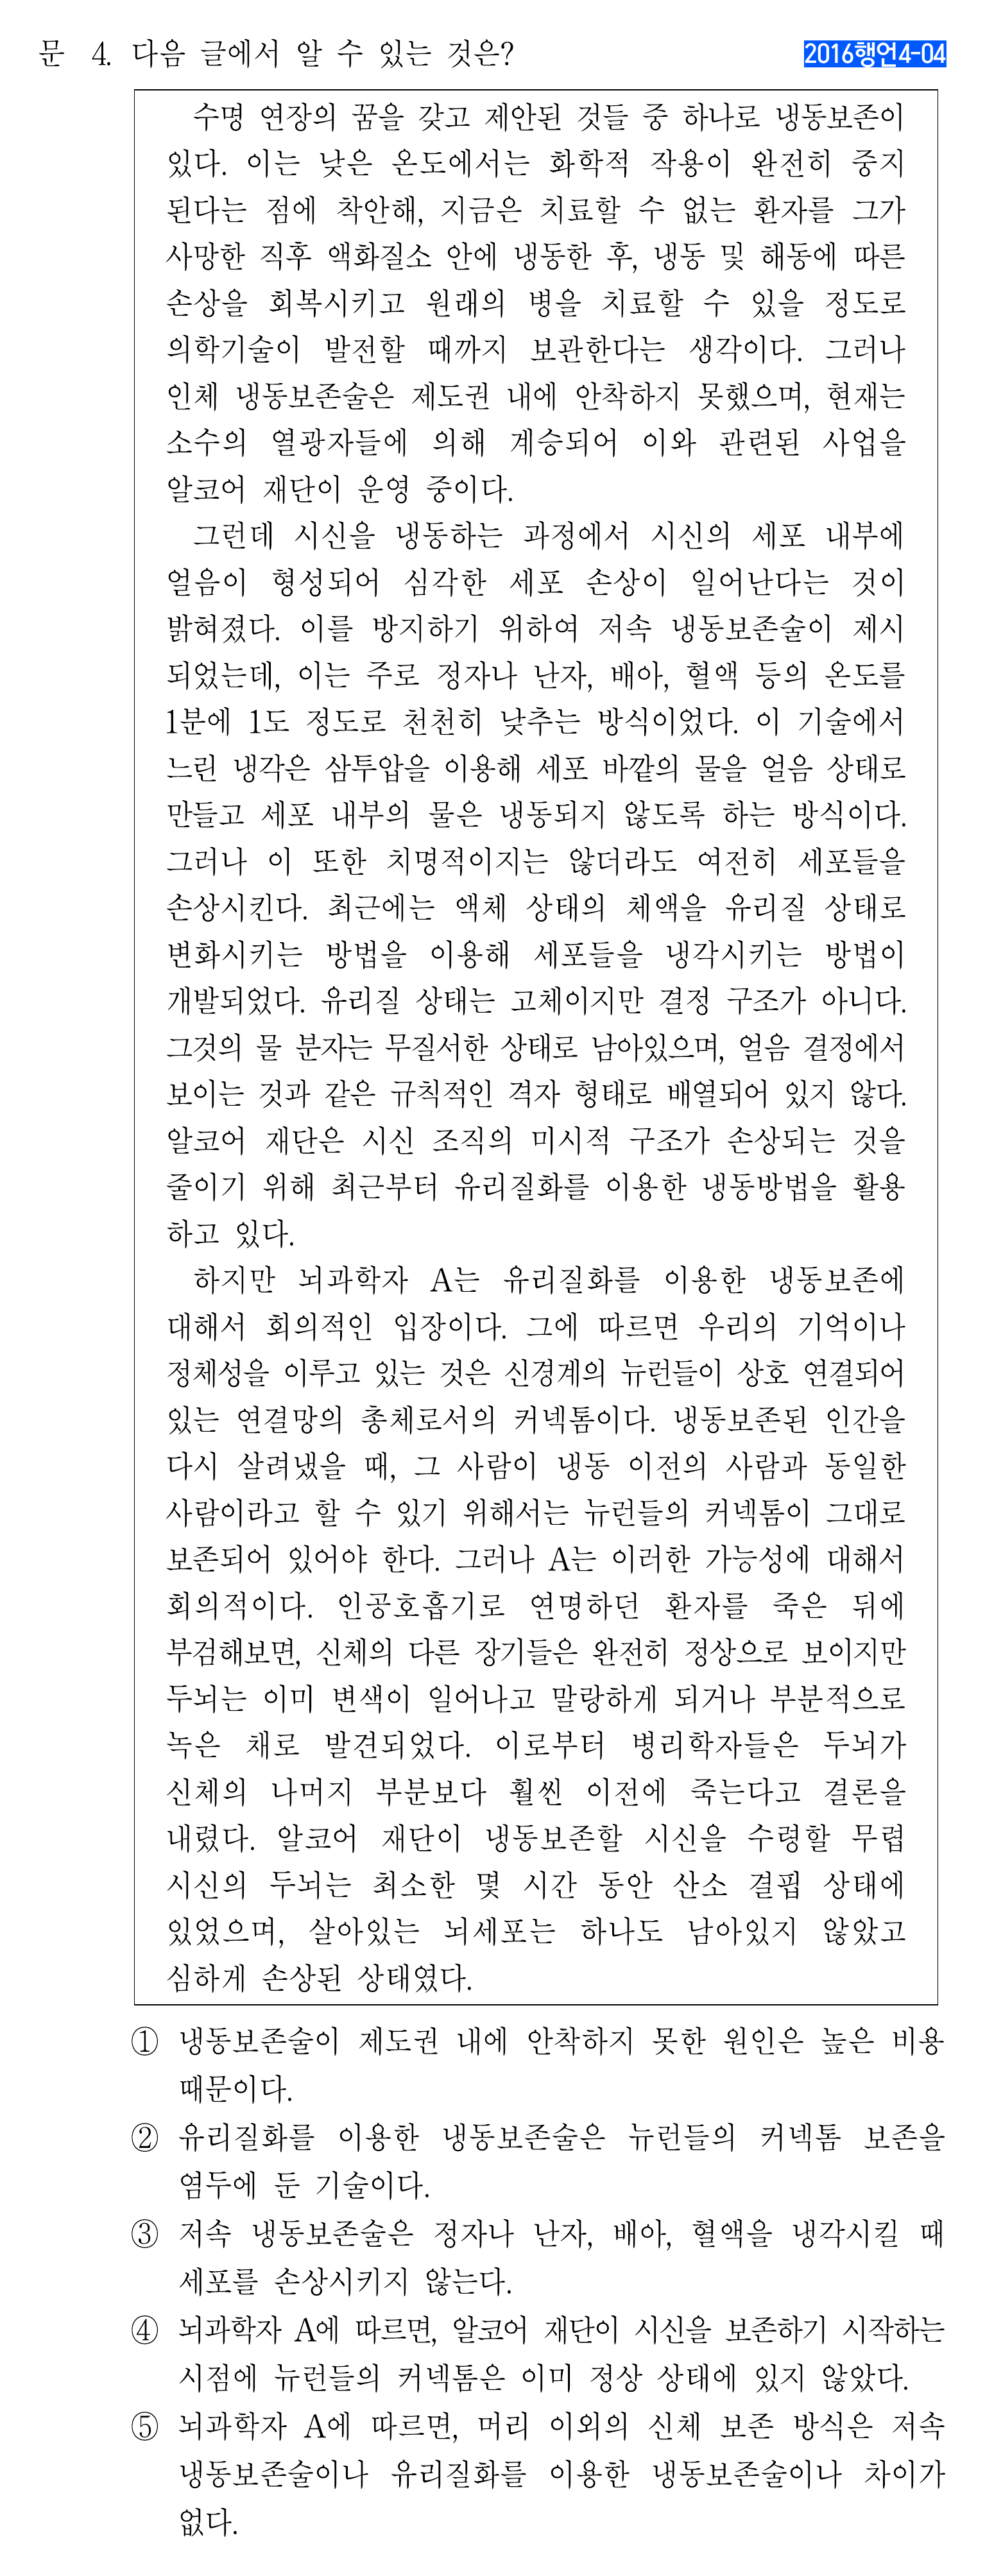 문 4. 다음 글에서 알 수 있는 것은?
2016행언4-04
수명 연장의 꿈을 갖고 제안된 것들 중 하나로 냉동보존이
있다. 이는 낮은 온도에서는 화학적 작용이 완전히 중지
된다는 점에 착안해, 지금은 치료할 수 없는 환자를 그가
사망한 직후 액화질소 안에 냉동한 후, 냉동 및 해동에 따른
손상을 회복시키고 원래의 병을 치료할 수 있을 정도로
의학기술이 발전할 때까지 보관한다는 생각이다. 그러나
인체 냉동보존술은 제도권 내에 안착하지 못했으며, 현재는
소수의 열광자들에 의해 계승되어 이와 관련된 사업을
알코어 재단이 운영 중이다.
그런데 시신을 냉동하는 과정에서 시신의 세포 내부에
얼음이 형성되어 심각한 세포 손상이 일어난다는 것이
밝혀졌다. 이를 방지하기 위하여 저속 냉동보존술이 제시
되었는데, 이는 주로 정자나 난자, 배아, 혈액 등의 온도를
1분에 1도 정도로 천천히 낮추는 방식이었다. 이 기술에서
느린 냉각은 삼투압을 이용해 세포 바깥의 물을 얼음 상태로
만들고 세포 내부의 물은 냉동되지 않도록 하는 방식이다.
그러나 이 또한 치명적이지는 않더라도 여전히 세포들을
손상시킨다. 최근에는 액체 상태의 체액을 유리질 상태로
변화시키는 방법을 이용해 세포들을 냉각시키는 방법이
개발되었다. 유리질 상태는 고체이지만 결정 구조가 아니다.
그것의 물 분자는 무질서한 상태로 남아있으며, 얼음 결정에서
보이는 것과 같은 규칙적인 격자 형태로 배열되어 있지 않다.
알코어 재단은 시신 조직의 미시적 구조가 손상되는 것을
줄이기 위해 최근부터 유리질화를 이용한 냉동방법을 활용
하고 있다.
하지만 뇌과학자 A는 유리질화를 이용한 냉동보존에
대해서 회의적인 입장이다. 그에 따르면 우리의 기억이나
정체성을 이루고 있는 것은 신경계의 뉴런들이 상호 연결되어
있는 연결망의 총체로서의 커넥톰이다. 냉동보존된 인간을
다시 살려냈을 때, 그 사람이 냉동 이전의 사람과 동일한
사람이라고 할 수 있기 위해서는 뉴런들의 커넥톰이 그대로
보존되어 있어야 한다. 그러나 A는 이러한 가능성에 대해서
회의적이다. 인공호흡기로 연명하던 환자를 죽은 뒤에
부검해보면, 신체의 다른 장기들은 완전히 정상으로 보이지만
두뇌는 이미 변색이 일어나고 말랑하게 되거나 부분적으로
녹은 채로 발견되었다. 이로부터 병리학자들은 두뇌가
신체의 나머지 부분보다 훨씬 이전에 죽는다고 결론을
내렸다. 알코어 재단이 냉동보존할 시신을 수령할 무렵
시신의 두뇌는 최소한 몇 시간 동안 산소 결핍 상태에
있었으며, 살아있는 뇌세포는 하나도 남아있지 않았고
심하게 손상된 상태였다.
① 냉동보존술이 제도권 내에 안착하지 못한 원인은 높은 비용
때문이다.
② 유리질화를 이용한 냉동보존술은 뉴런들의 커넥톰 보존을
염두에 둔 기술이다.
③ 저속 냉동보존술은 정자나 난자, 배아, 혈액을 냉각시킬 때
세포를 손상시키지 않는다.
④ 뇌과학자 A에 따르면, 알코어 재단이 시신을 보존하기 시작하는
시점에 뉴런들의 커넥톰은 이미 정상 상태에 있지 않았다.
⑤ 뇌과학자 A에 따르면, 머리 이외의 신체 보존 방식은 저속
냉동보존술이나 유리질화를 이용한 냉동보존술이나 차이가
없다.